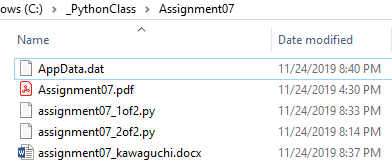 ows (C:) > _PythonClass > Assignment07
Name Date modified
AppData.dat 11/24/2019 8:40 PM
Assignment07.pdf 11/24/2019 4:30 PM
assignment07_1of2.py 11/24/2019 8:33 PM
assignment07_2of2.py 11/24/2019 8:14 PM
assignment07_kawaguchi.docx 11/24/2019 8:37 PM